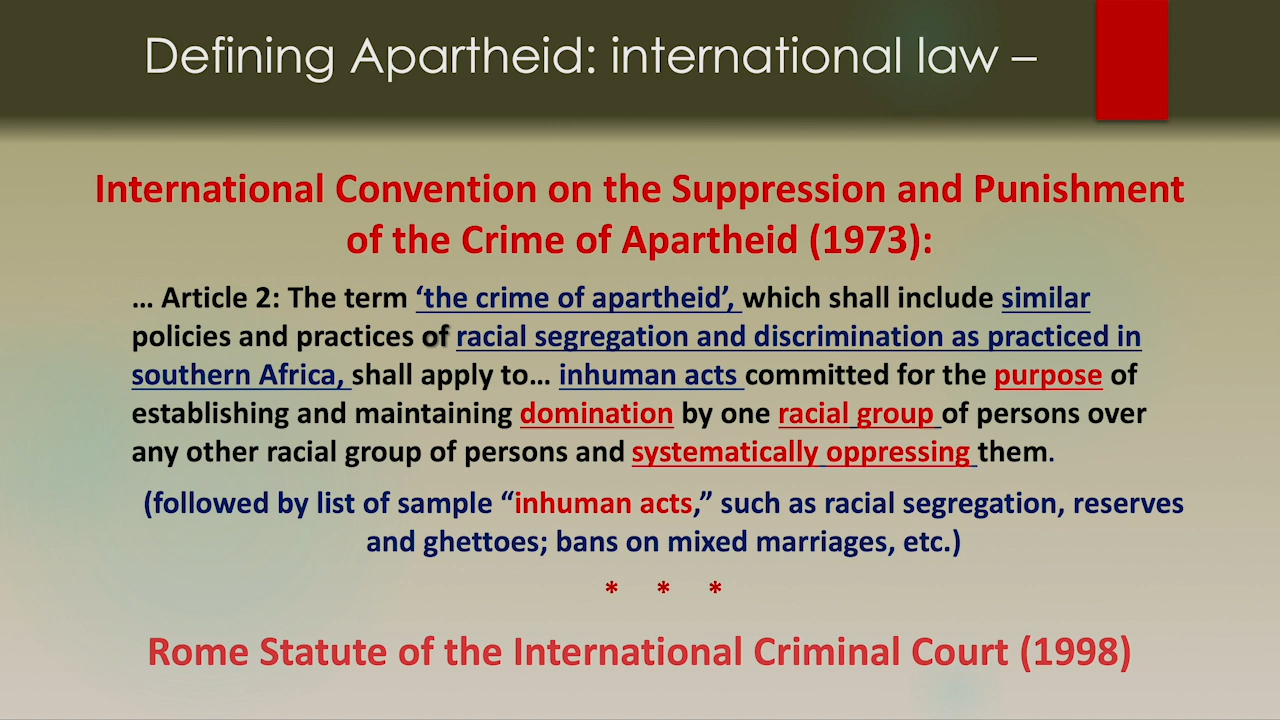 Defining Apartheid: international law –
International Convention on the Suppression and Punishment
of the Crime of Apartheid (1973):
... Article 2: The term ‘the crime of apartheid’, which shall include similar
policies and practices of racial segregation and discrimination as practiced in
southern Africa, shall apply to... inhuman acts committed for the purpose of
establishing and maintaining domination by one racial group of persons over
any other racial group of persons and systematically oppressing them.
(followed by list of sample “inhuman acts,” such as racial segregation, reserves
and ghettoes; bans on mixed marriages, etc.)
* * *
Rome Statute of the International Criminal Court (1998)